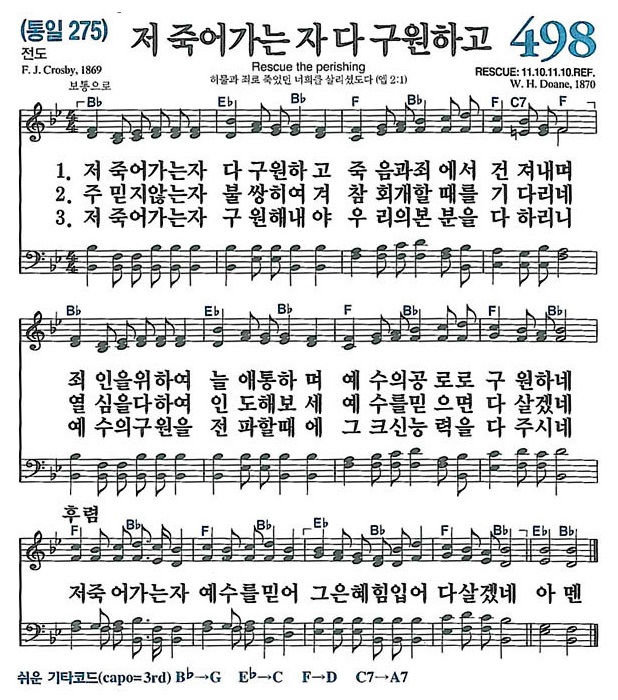 (통일 275)
저 죽어가는 자 다 구원하고 498
전도
F. J. Crosby, 1869
Rescue the perishing
허물과 죄로 죽었던 너희를 살리셨도다 (엡 2:1)
RESCUE: 11.10.11.10.REF.
W. H. Doane, 1870
보통으로
B♭ E♭ B♭ F B♭ F C7 F
1. 저 죽어가는자 다 구원하 고 죽 음과죄 에서 건 져내며
2. 주 믿지않는자 불 쌍히여 겨 참 회개할 때를 기 다리네
3. 저 죽어가는자 구 원해내 야 우 리의본 분을 다 하리니
B♭ E♭ B♭ F B♭ F B♭
죄 인을위하여 늘 애통하 며 예 수의공 로로 구 원하네
열 심을다하여 인 도해보 세 예 수를믿 으면 다 살겠네
예 수의구원을 전 파할때 에 그 크신능 력을 다 주시네
후 렴
F B♭ F B♭ E♭ B♭ F B♭ E♭ B♭
저죽 어가는자 예수를믿어 그은혜힘입어 다살겠네 아 멘
쉬운 기타코드(capo=3rd) B♭→G E♭→C F→D C7→A7